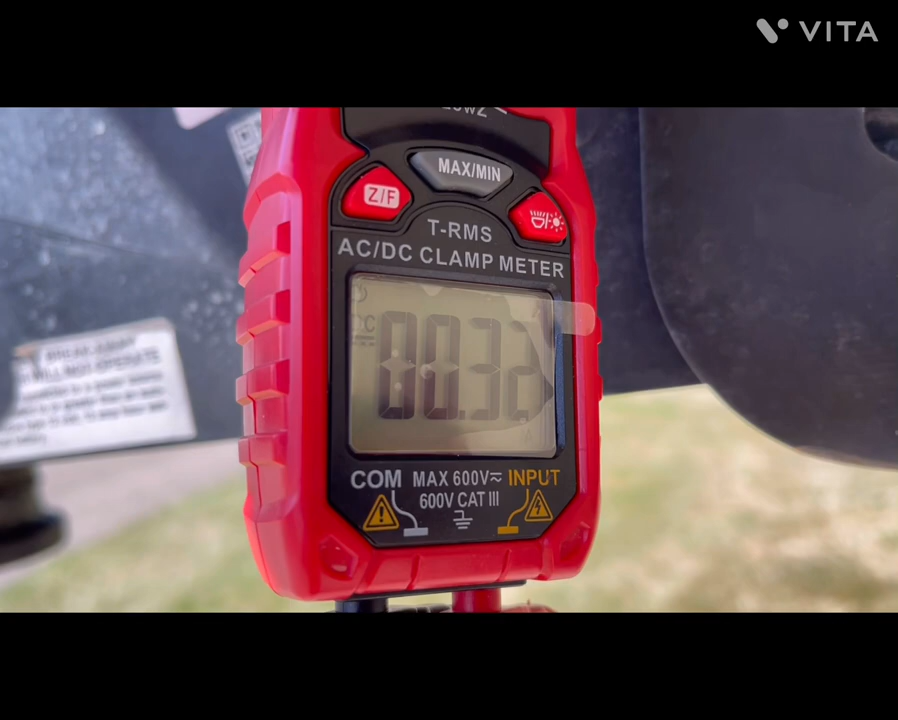 VITA
MAX/MIN
Z/F
T-RMS
AC/DC CLAMP METER
DC
00.32
COM MAX 600V⎓ INPUT
600V CAT III
WILL NOT OPERATE